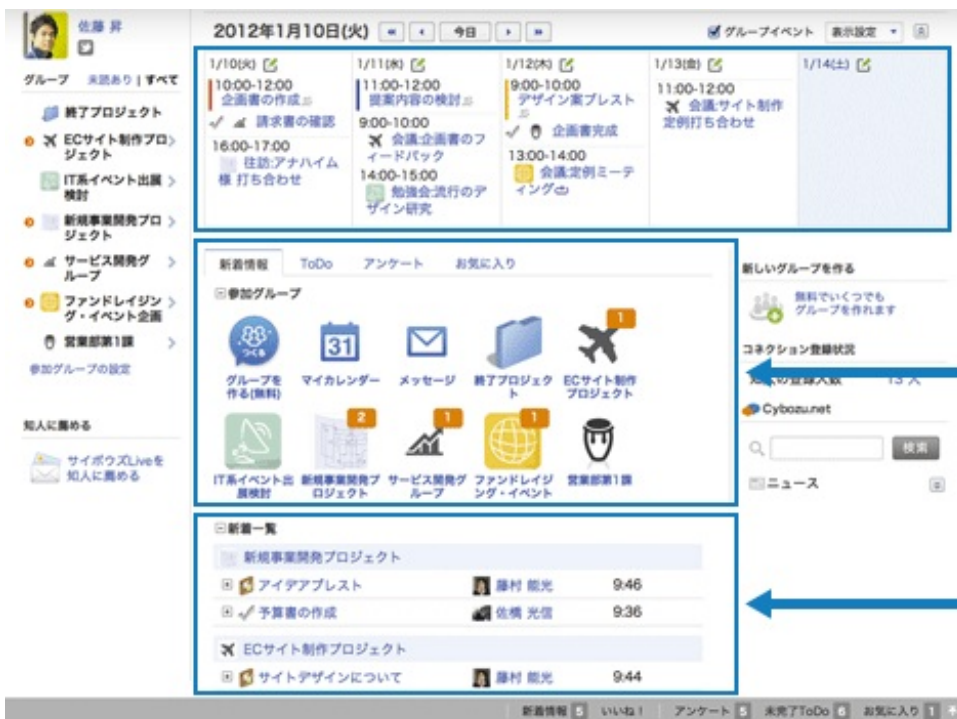 佐藤 昇
グループ 未読あり | すべて
終了プロジェクト
ECサイト制作プロ
ジェクト
IT系イベント出展
検討
新規事業開発プロ
ジェクト
サービス開発グ
ループ
ファンドレイジン
グ・イベント企画
営業部第1課
参加グループの設定
知人に薦める
サイボウズLiveを
知人に薦める
2012年1月10日(火)
今日
グループイベント
表示設定
1/10(火)
10:00-12:00
企画書の作成
請求書の確認
16:00-17:00
往訪:アナハイム
様 打ち合わせ
1/11(水)
11:00-12:00
提案内容の検討
9:00-10:00
会議:企画書のフ
ィードバック
14:00-15:00
勉強会:流行のデ
ザイン研究
1/12(木)
9:00-10:00
デザイン案ブレスト
企画書完成
13:00-14:00
会議:定例ミーテ
ィング
1/13(金)
11:00-12:00
会議:サイト制作
定例打ち合わせ
1/14(土)
新着情報 ToDo アンケート お気に入り
参加グループ
グループを
作る(無料)
31
マイカレンダー
メッセージ
終了プロジェク
ト
1
ECサイト制作
プロジェクト
IT系イベント出
展検討
2
新規事業開発プ
ロジェクト
1
サービス開発グ
ループ
1
ファンドレイジ
ング・イベント
営業部第1課
新着一覧
新規事業開発プロジェクト
アイデアブレスト 藤村 能光 9:46
予算書の作成 佐橋 光信 9:36
ECサイト制作プロジェクト
サイトデザインについて 藤村 能光 9:44
新しいグループを作る
無料でいくつでも
グループを作れます
コネクション登録状況
の登録人数 13 人
Cybozu.net
検索
ニュース
新着情報 5 いいね! アンケート 5 未完了ToDo 6 お気に入り 1